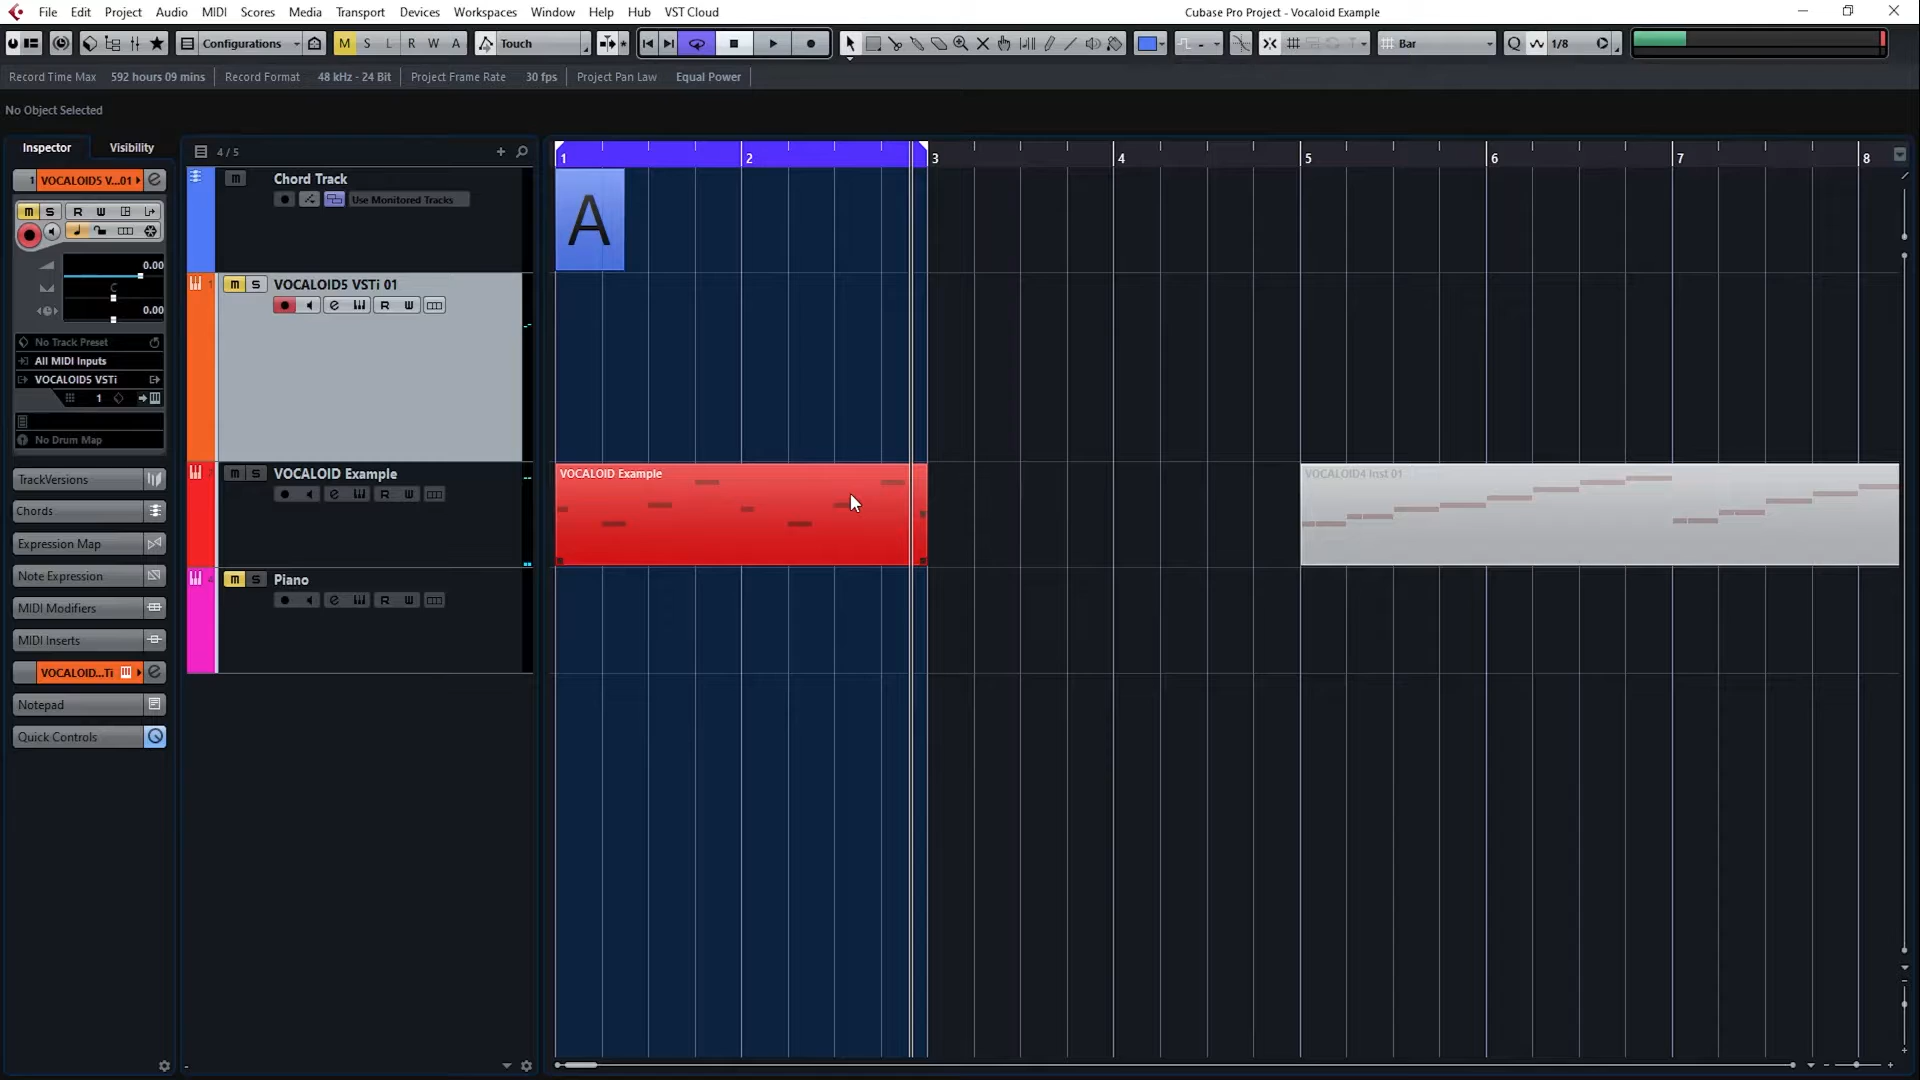 File Edit Project Audio MIDI Scores Media Transport Devices Workspaces Window Help Hub VST Cloud
Cubase Pro Project - Vocaloid Example
Configurations
M S L R W A
Touch
Bar
Q
1/8
Record Time Max 592 hours 09 mins
Record Format 48 kHz - 24 Bit
Project Frame Rate 30 fps
Project Pan Law Equal Power
No Object Selected
Inspector Visibility
4 / 5
1 2 3 4 5 6 7 8
1 VOCALOID5 V...01
M S R W
0.00
C
0.00
No Track Preset
All MIDI Inputs
VOCALOID5 VSTi
1
No Drum Map
TrackVersions
Chords
Expression Map
Note Expression
MIDI Modifiers
MIDI Inserts
VOCALOID...Ti
Notepad
Quick Controls
m Chord Track
Use Monitored Tracks
A
1 m S VOCALOID5 VSTi 01
e R W
m S VOCALOID Example
e R W
4 m S Piano
e R W
VOCALOID Example
VOCALOID4 Inst 01